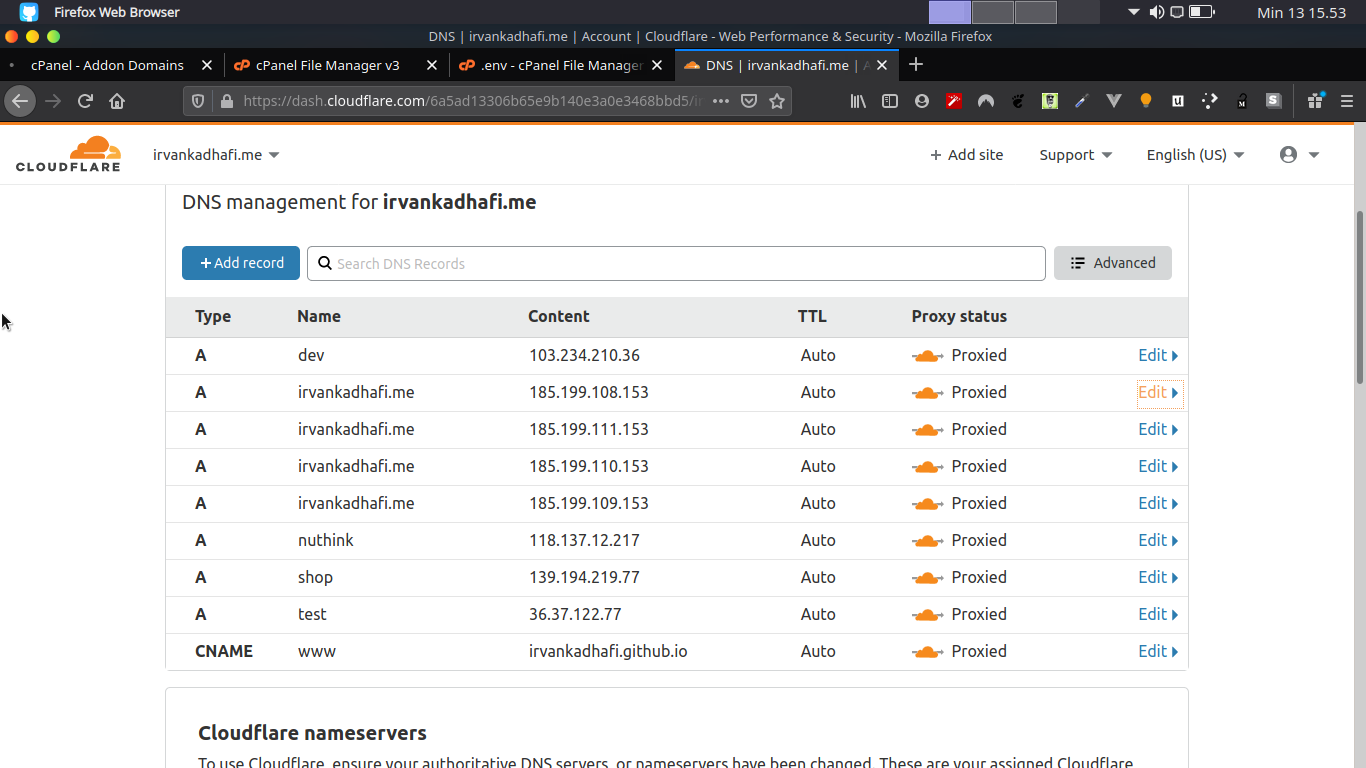 Firefox Web Browser
Min 13 15.53
DNS | irvankadhafi.me | Account | Cloudflare - Web Performance & Security - Mozilla Firefox
cPanel - Addon Domains
cPanel File Manager v3
.env - cPanel File Manager
DNS | irvankadhafi.me | A
https://dash.cloudflare.com/6a5ad13306b65e9b140e3a0e3468bbd5/i
CLOUDFLARE
irvankadhafi.me
+ Add site
Support
English (US)
DNS management for irvankadhafi.me
+ Add record
Search DNS Records
Advanced
Type Name Content TTL Proxy status
A dev 103.234.210.36 Auto Proxied Edit
A irvankadhafi.me 185.199.108.153 Auto Proxied Edit
A irvankadhafi.me 185.199.111.153 Auto Proxied Edit
A irvankadhafi.me 185.199.110.153 Auto Proxied Edit
A irvankadhafi.me 185.199.109.153 Auto Proxied Edit
A nuthink 118.137.12.217 Auto Proxied Edit
A shop 139.194.219.77 Auto Proxied Edit
A test 36.37.122.77 Auto Proxied Edit
CNAME www irvankadhafi.github.io Auto Proxied Edit
Cloudflare nameservers
To use Cloudflare, ensure your authoritative DNS servers, or nameservers have been changed. These are your assigned Cloudflare